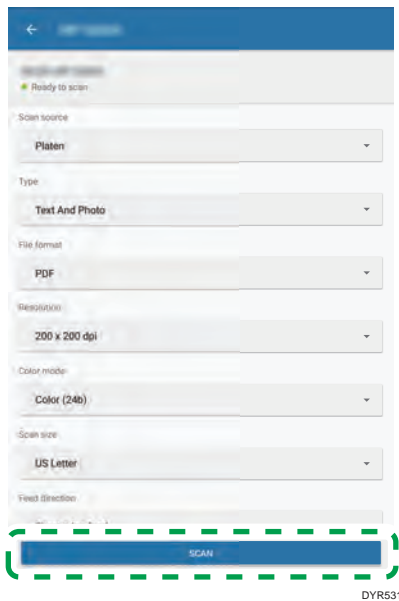 Ready to scan
Scan source
Platen
Type
Text And Photo
File format
PDF
Resolution
200 x 200 dpi
Color mode
Color (24b)
Scan size
US Letter
Feed direction
SCAN
DYR531